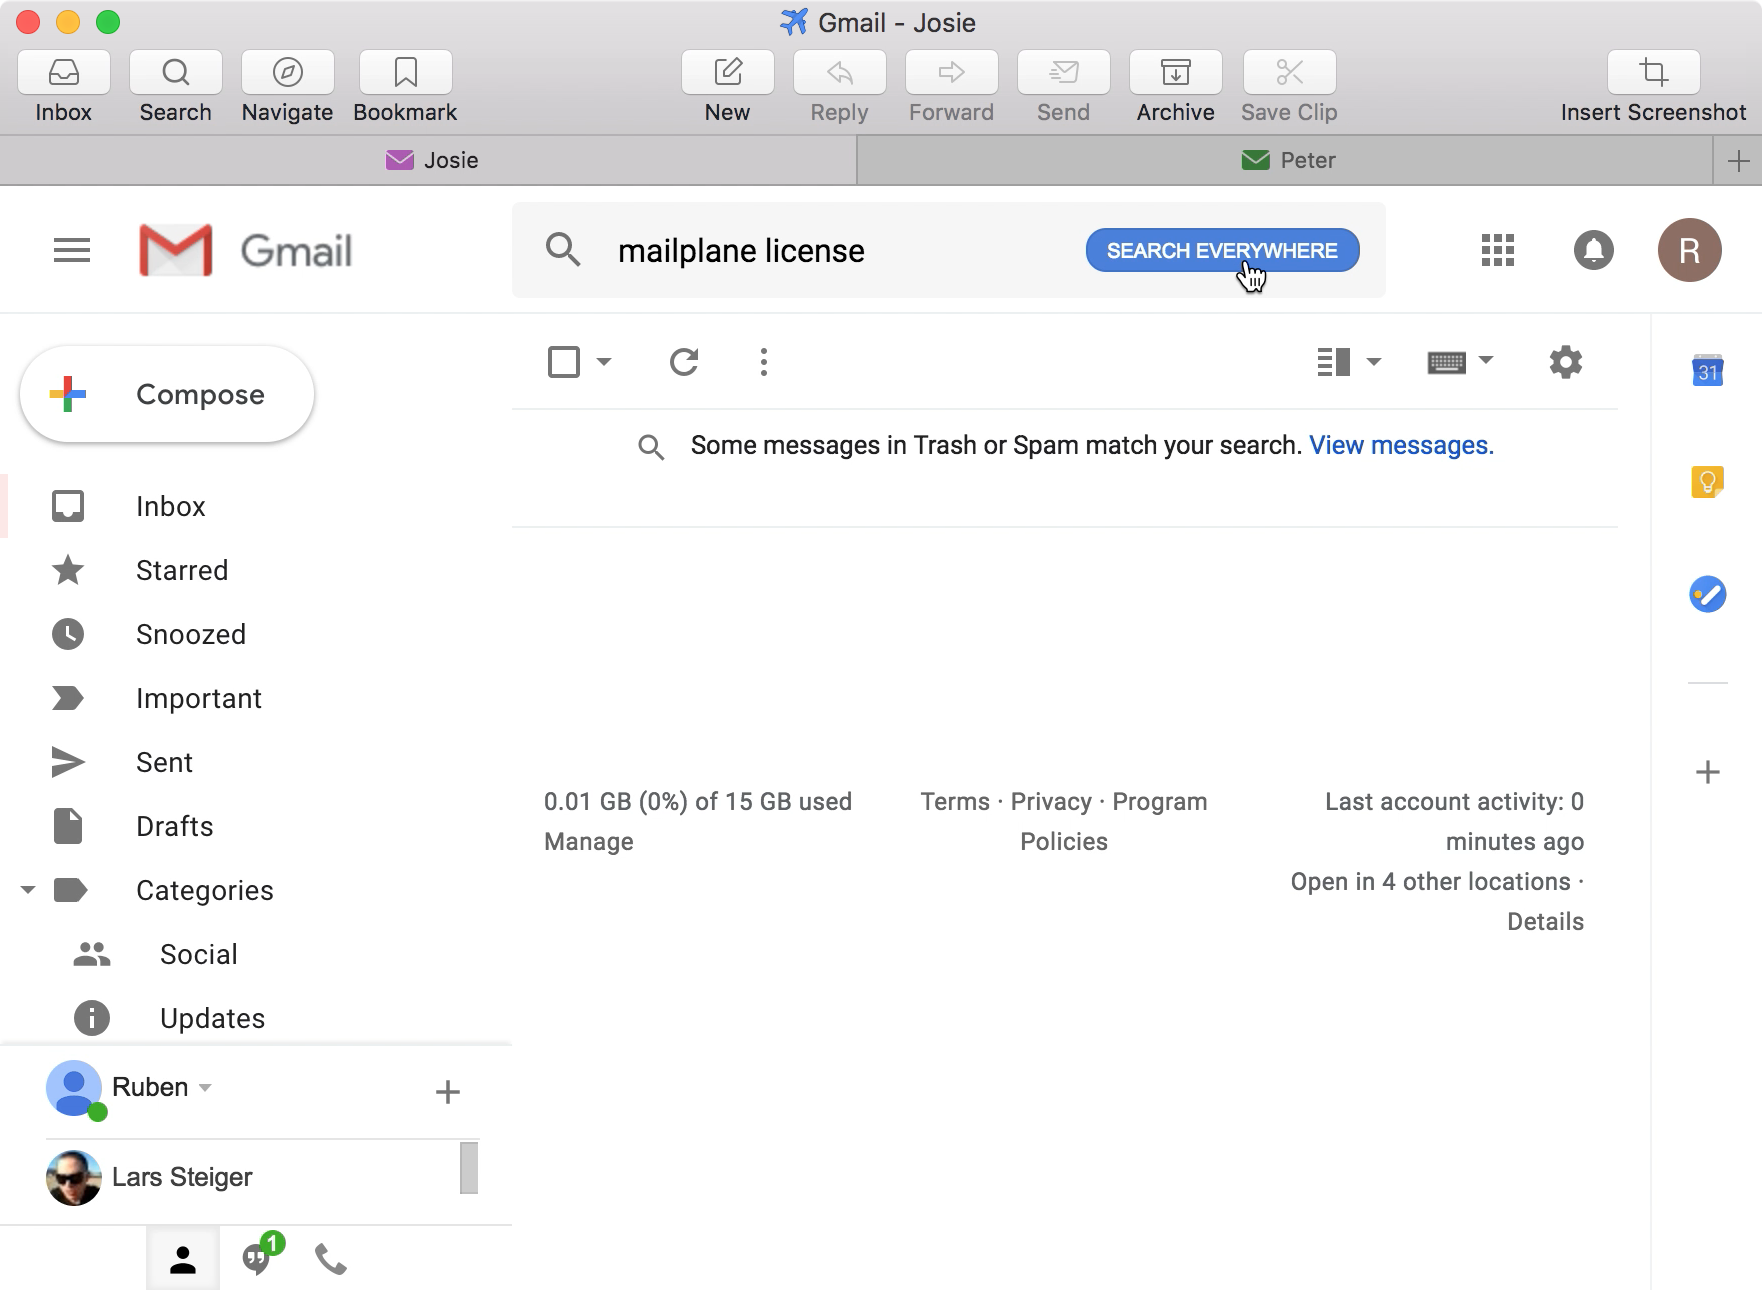 Gmail - Josie
Inbox
Search
Navigate
Bookmark
New
Reply
Forward
Send
Archive
Save Clip
Insert Screenshot
Josie
Peter
Gmail
mailplane license
SEARCH EVERYWHERE
R
Compose
31
Some messages in Trash or Spam match your search. View messages.
Inbox
Starred
Snoozed
Important
Sent
Drafts
Categories
Social
Updates
0.01 GB (0%) of 15 GB used
Manage
Terms · Privacy · Program
Policies
Last account activity: 0
minutes ago
Open in 4 other locations ·
Details
Ruben
Lars Steiger
1